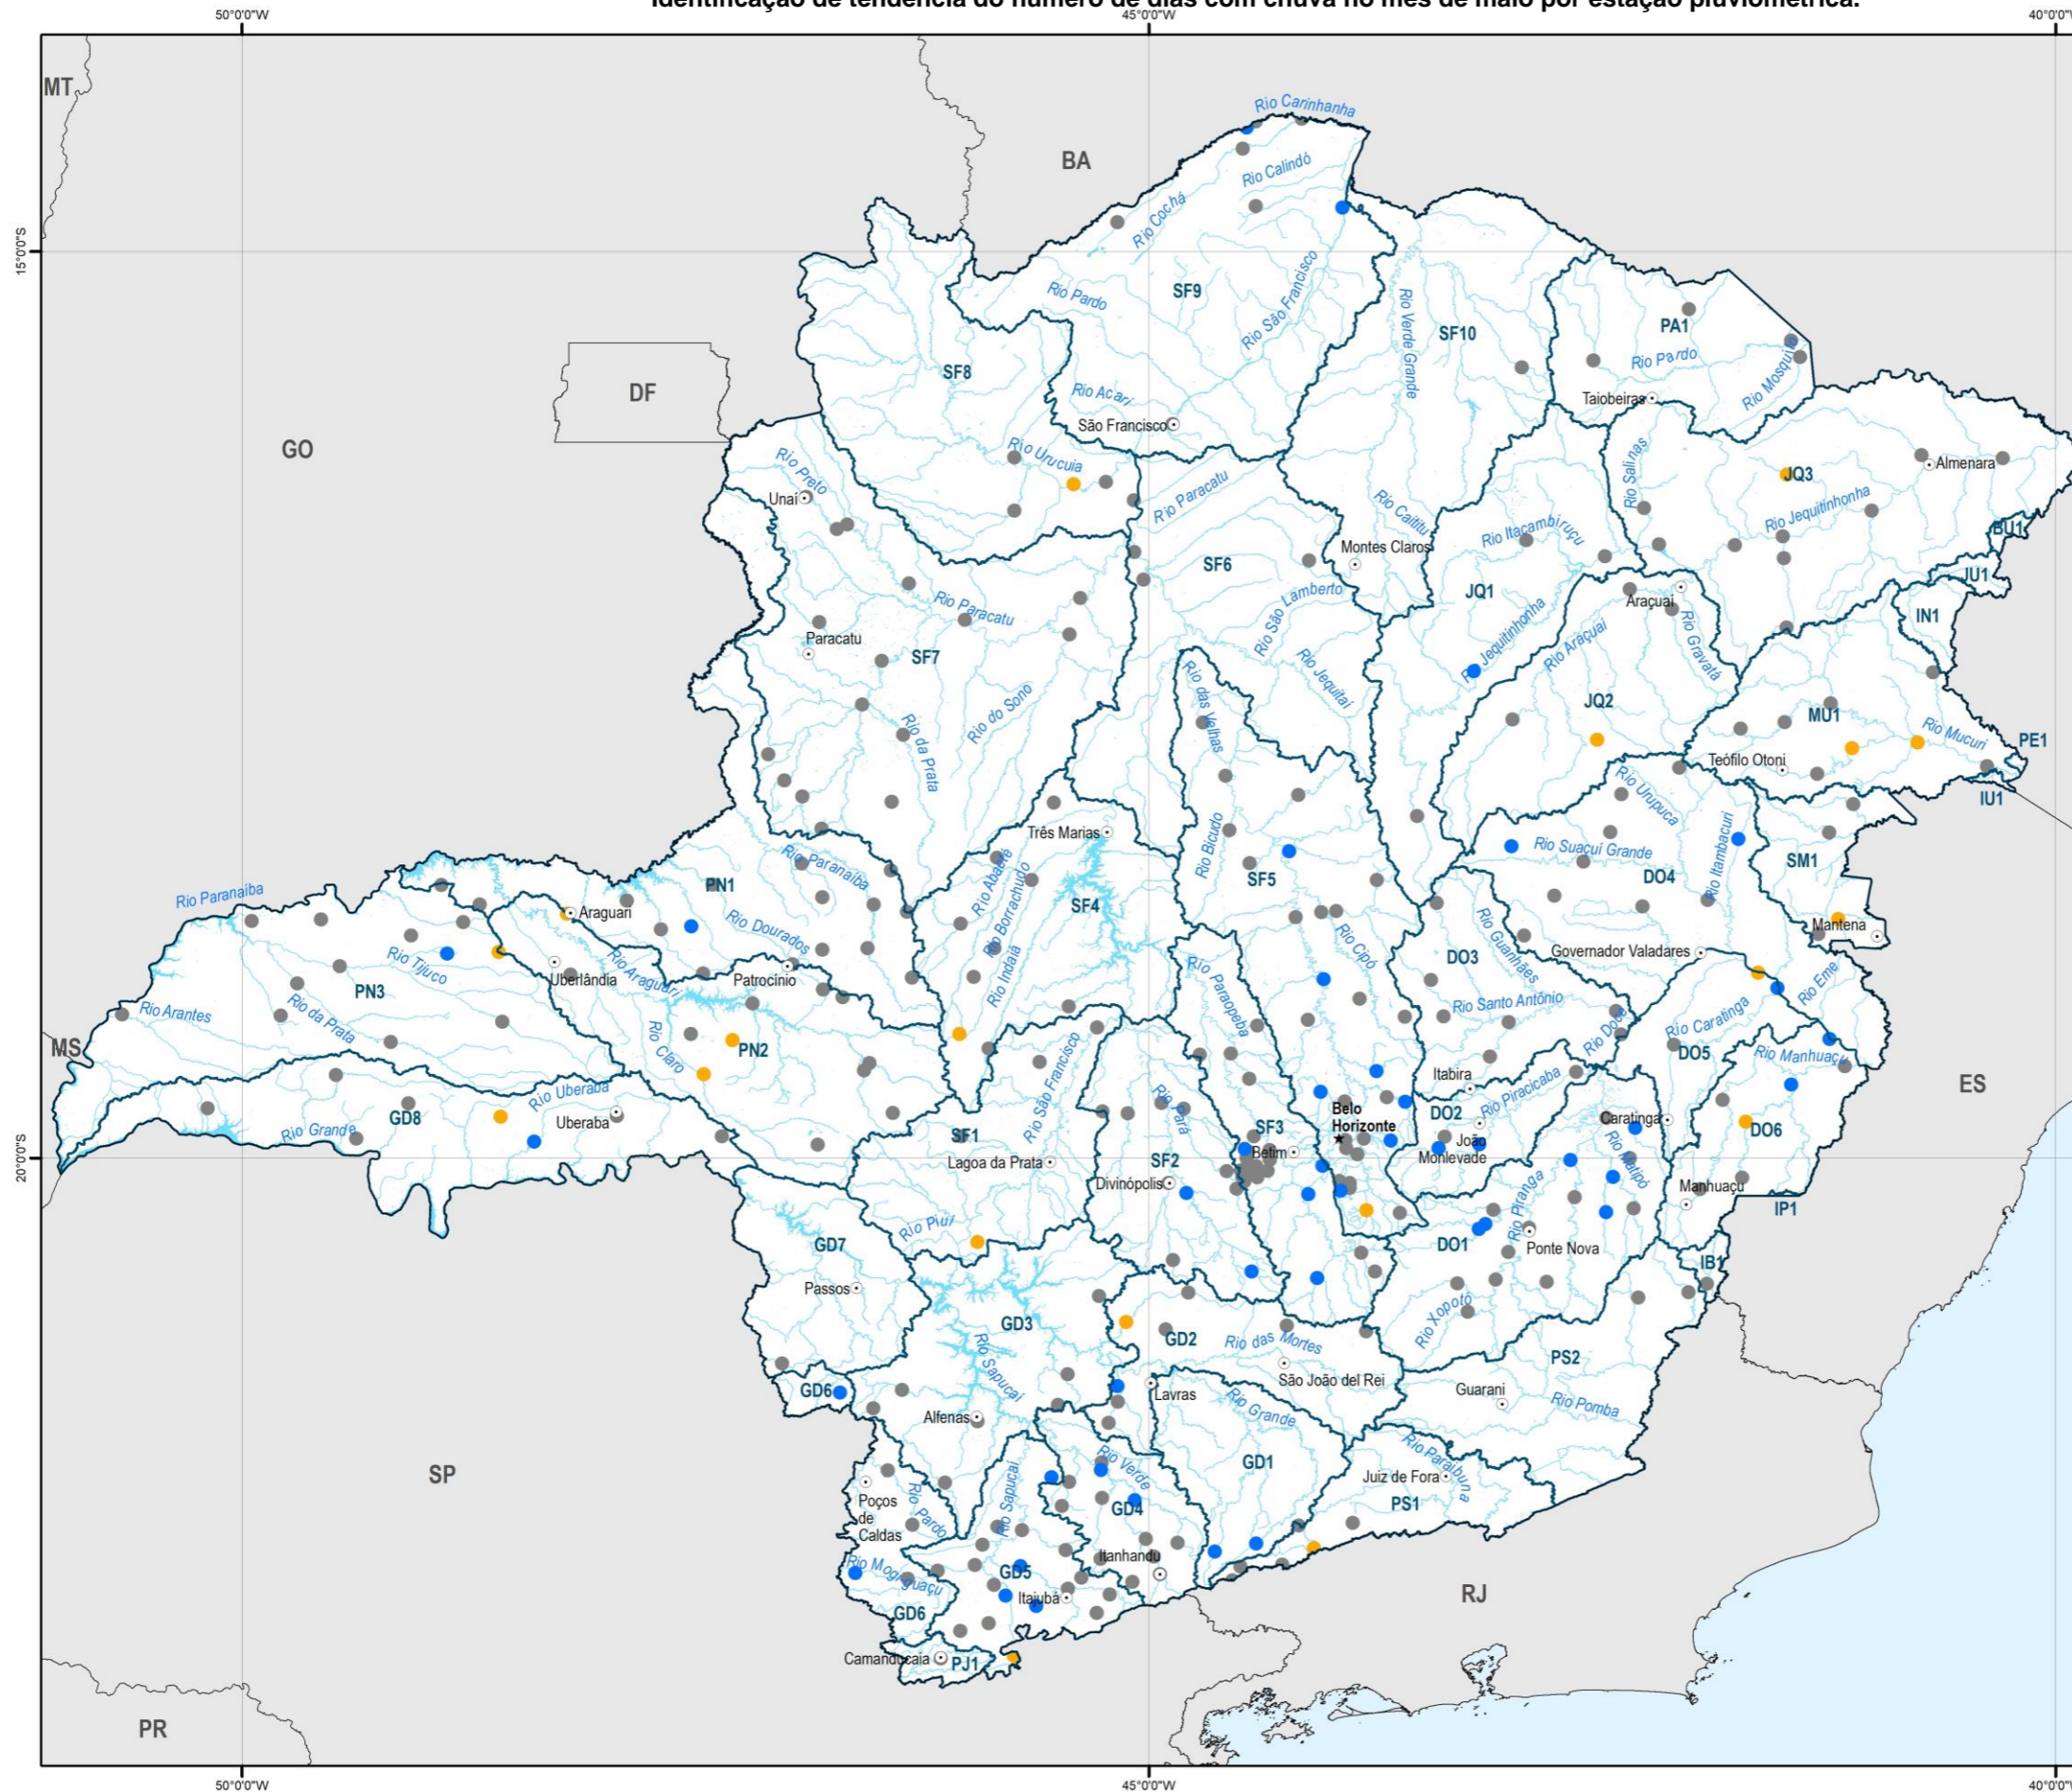 Identificação de tendência do número de dias com chuva no mês de maio por estação pluviométrica.
50°0'0"W
45°0'0"W
40°0'0"W
MT
Rio Carinhanha
BA
Rio Calindó
Rio Cochá
15°0'0"S
SF9
Rio Pardo
Rio São Francisco
Rio Verde Grande
SF10
PA1
Rio Pardo
Rio Mosquito
SF8
DF
Rio Acari
Taiobeiras
São Francisco
GO
Rio Urucuia
Rio Preto
Unaí
Rio Paracatu
Rio Salinas
Almenara
JQ3
Rio Caititu
Rio Jequitinhonha
Rio Itacambiruçu
BU1
Montes Claros
SF6
JU1
JQ1
Rio São Lamberto
Rio Paracatu
Araçuaí
IN1
Paracatu
SF7
Rio Jequitinhonha
Rio Araçuaí
Rio Gravatá
Rio Jequitaí
Rio das Velhas
Rio do Sono
JQ2
MU1
Rio da Prata
Rio Mucuri
PE1
Teófilo Otoni
Rio Urupuca
IU1
Três Marias
Rio Bicudo
Rio Itambacuri
Rio Suaçuí Grande
SM1
Rio Paranaíba
Rio Abaeté
SF5
DO4
PN1
Rio Paranaíba
Rio Borrachudo
SF4
Araguari
Rio Dourados
Rio Cipó
Rio Guanhães
Mantena
Rio Tijuco
Rio Indaiá
DO3
Governador Valadares
Uberlândia
Rio Araguari
Patrocínio
Rio Paraopeba
Rio Eme
PN3
Rio Arantes
Rio da Prata
Rio Santo Antônio
Rio Doce
Rio Caratinga
MS
Rio Claro
PN2
Rio São Francisco
DO5
Rio Manhuaçu
Itabira
ES
Rio Uberaba
Rio Pará
Rio Piracicaba
GD8
Uberaba
Belo
Horizonte
DO2
Caratinga
Rio Grande
SF1
SF3
João
Monlevade
DO6
20°0'0"S
Lagoa da Prata
SF2
Betim
Rio Matipó
Divinópolis
Manhuaçu
Rio Piranga
IP1
Rio Piuí
GD7
DO1
Ponte Nova
IB1
Passos
GD3
Rio Xopotó
GD2
Rio das Mortes
PS2
Rio Sapucaí
GD6
São João del Rei
Lavras
Guarani
Rio Pomba
Alfenas
Rio Grande
SP
GD1
Rio Verde
Rio Paraibuna
Juiz de Fora
Rio Sapucaí
Poços
de
Caldas
Rio Pardo
GD4
PS1
Itanhandu
Rio Mogi-guaçu
GD5
Itajubá
RJ
GD6
Camanducaia
PJ1
PR
50°0'0"W
45°0'0"W
40°0'0"W